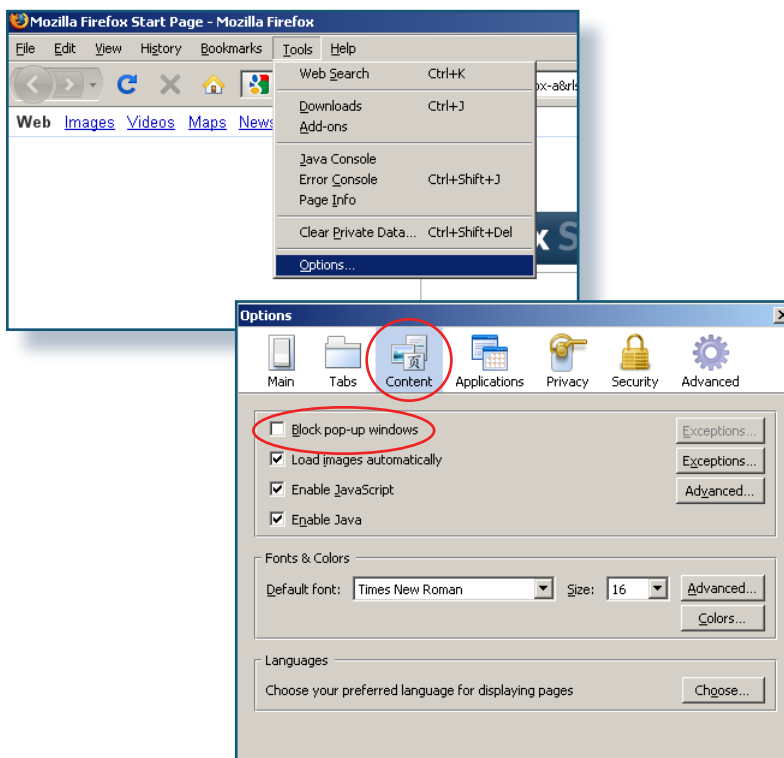 Mozilla Firefox Start Page - Mozilla Firefox
File Edit View History Bookmarks Tools Help
Web Search Ctrl+K
Downloads Ctrl+J
Add-ons
Java Console
Error Console Ctrl+Shift+J
Page Info
Clear Private Data... Ctrl+Shift+Del
Options...
Web Images Videos Maps News
Options
Main Tabs Content Applications Privacy Security Advanced
Block pop-up windows Exceptions...
Load images automatically Exceptions...
Enable JavaScript Advanced...
Enable Java
Fonts & Colors
Default font: Times New Roman Size: 16 Advanced...
Colors...
Languages
Choose your preferred language for displaying pages Choose...